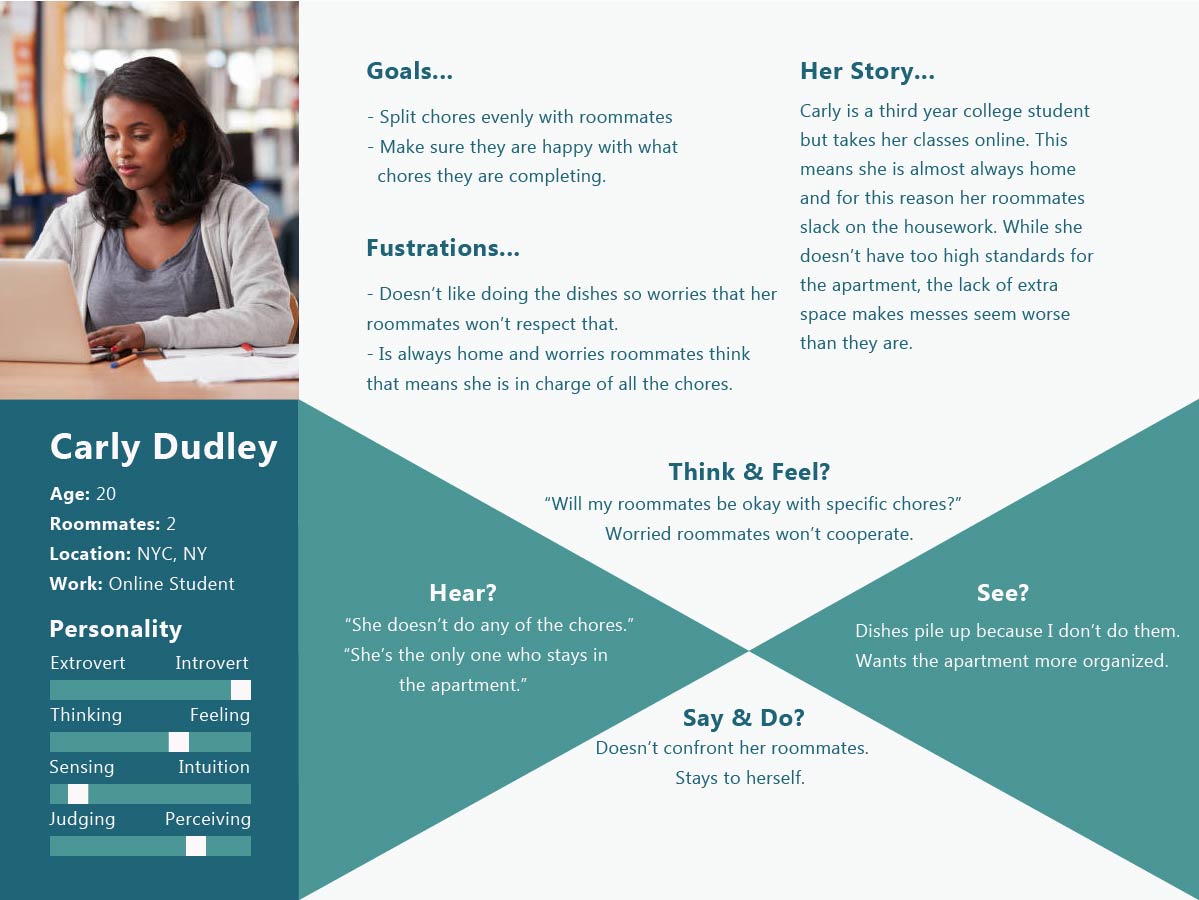 Goals...
- Split chores evenly with roommates
- Make sure they are happy with what
chores they are completing.
Fustrations...
- Doesn’t like doing the dishes so worries that her
roommates won’t respect that.
- Is always home and worries roommates think
that means she is in charge of all the chores.
Her Story...
Carly is a third year college student
but takes her classes online. This
means she is almost always home
and for this reason her roommates
slack on the housework. While she
doesn’t have too high standards for
the apartment, the lack of extra
space makes messes seem worse
than they are.
Carly Dudley
Age: 20
Roommates: 2
Location: NYC, NY
Work: Online Student
Personality
Extrovert Introvert
Thinking Feeling
Sensing Intuition
Judging Perceiving
Think & Feel?
“Will my roommates be okay with specific chores?”
Worried roommates won’t cooperate.
Hear?
“She doesn’t do any of the chores.”
“She’s the only one who stays in
the apartment.”
See?
Dishes pile up because I don’t do them.
Wants the apartment more organized.
Say & Do?
Doesn’t confront her roommates.
Stays to herself.